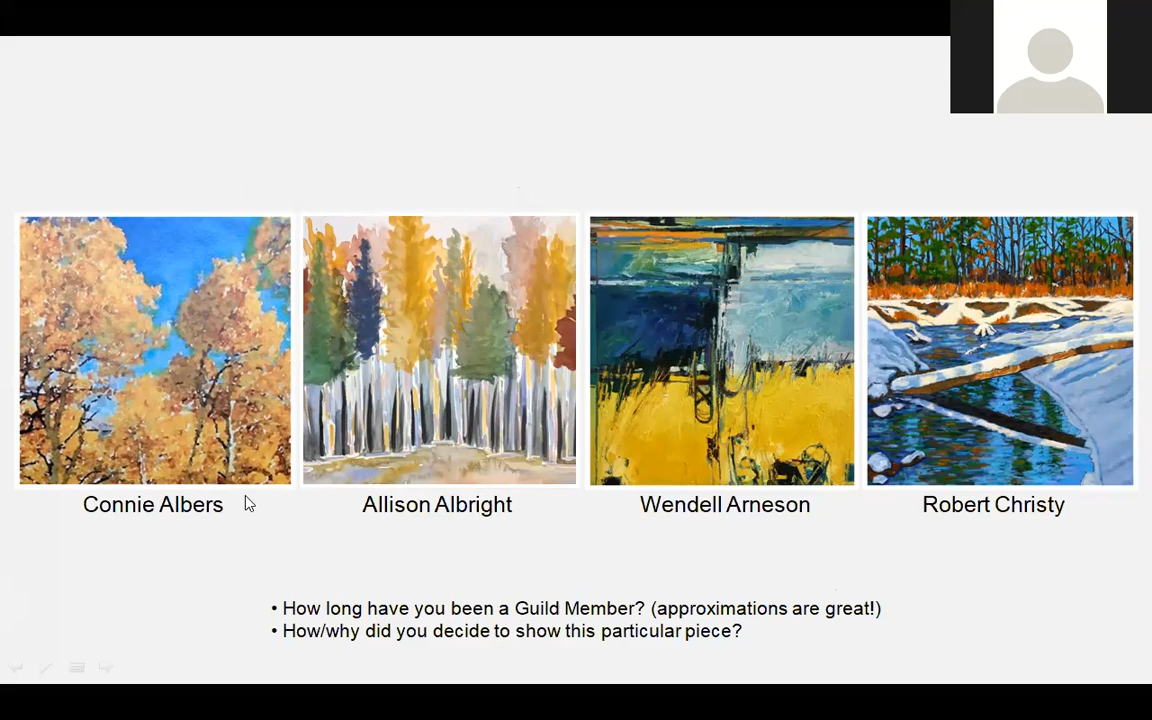 Connie Albers
Allison Albright
Wendell Arneson
Robert Christy
• How long have you been a Guild Member? (approximations are great!)
• How/why did you decide to show this particular piece?